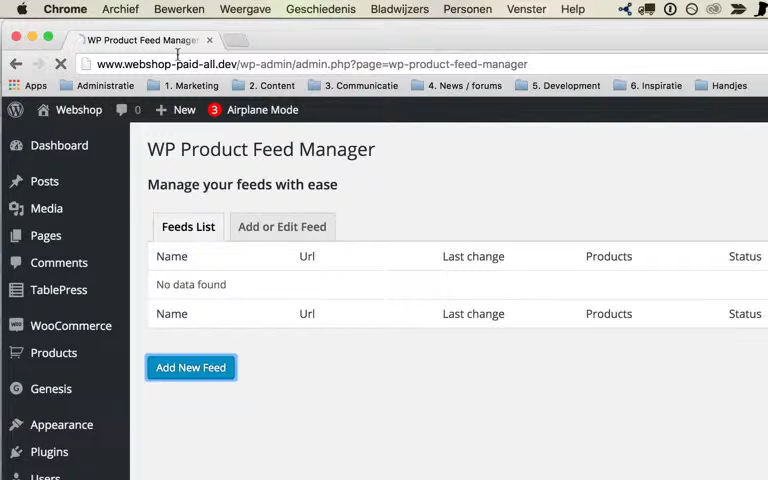 Chrome Archief Bewerken Weergave Geschiedenis Bladwijzers Personen Venster Help
WP Product Feed Manager
www.webshop-paid-all.dev/wp-admin/admin.php?page=wp-product-feed-manager
Apps Administratie 1. Marketing 2. Content 3. Communicatie 4. News / forums 5. Development 6. Inspiratie Handjes
Webshop 0 New 3 Airplane Mode
Dashboard
Posts
Media
Pages
Comments
TablePress
WooCommerce
Products
Genesis
Appearance
Plugins
Users
WP Product Feed Manager
Manage your feeds with ease
Feeds List Add or Edit Feed
Name Url Last change Products Status
No data found
Name Url Last change Products Status
Add New Feed